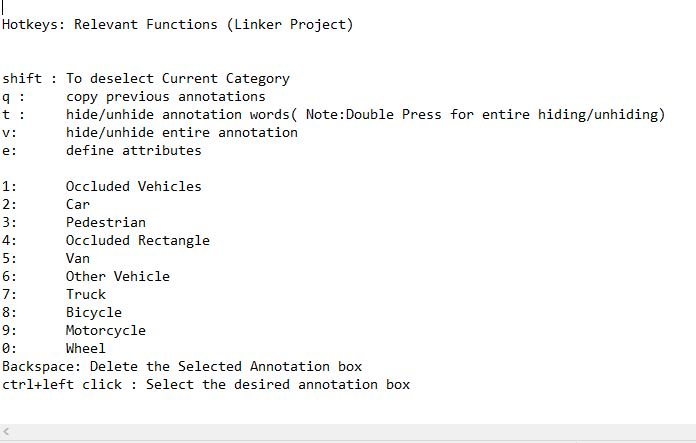 Hotkeys: Relevant Functions (Linker Project)
shift : To deselect Current Category
q : copy previous annotations
t : hide/unhide annotation words( Note:Double Press for entire hiding/unhiding)
v: hide/unhide entire annotation
e: define attributes
1: Occluded Vehicles
2: Car
3: Pedestrian
4: Occluded Rectangle
5: Van
6: Other Vehicle
7: Truck
8: Bicycle
9: Motorcycle
0: Wheel
Backspace: Delete the Selected Annotation box
ctrl+left click : Select the desired annotation box